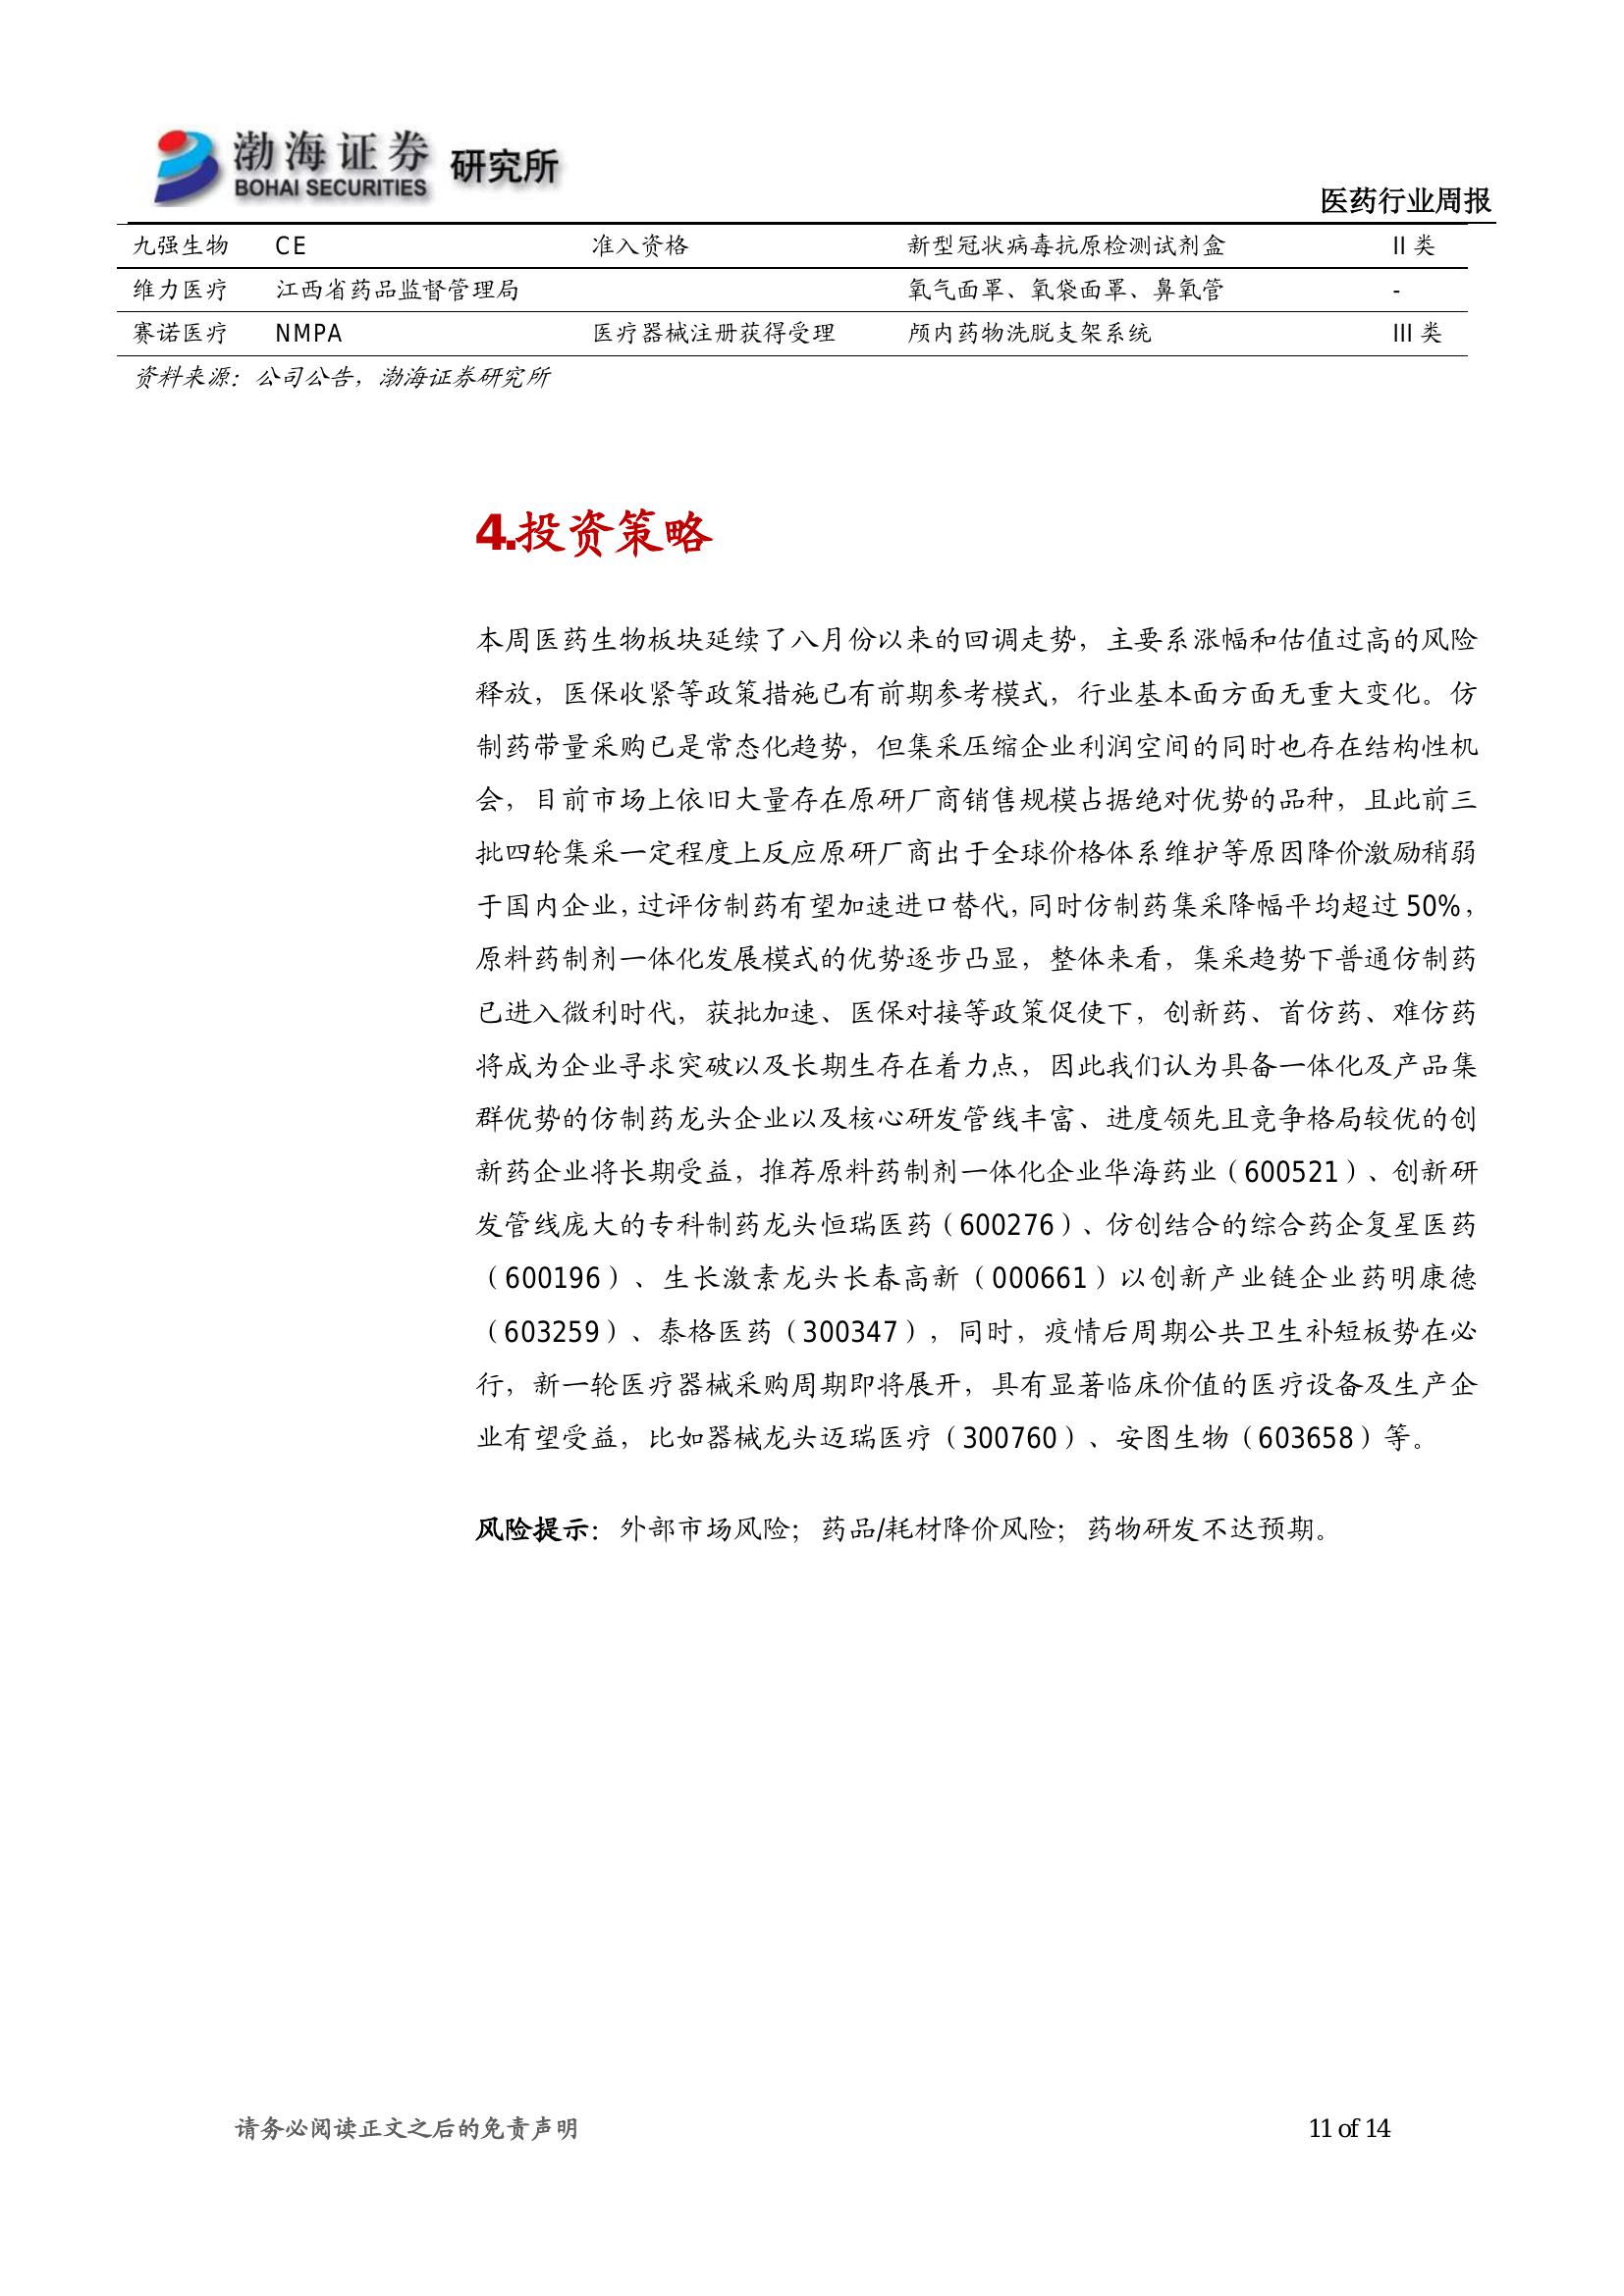 渤海证券 研究所
BOHAI SECURITIES
医药行业周报
九强生物 CE 准入资格 新型冠状病毒抗原检测试剂盒 II 类
维力医疗 江西省药品监督管理局 氧气面罩、氧袋面罩、鼻氧管 -
赛诺医疗 NMPA 医疗器械注册获得受理 颅内药物洗脱支架系统 III 类
资料来源：公司公告，渤海证券研究所
4.投资策略
本周医药生物板块延续了八月份以来的回调走势，主要系涨幅和估值过高的风险
释放，医保收紧等政策措施已有前期参考模式，行业基本面方面无重大变化。仿
制药带量采购已是常态化趋势，但集采压缩企业利润空间的同时也存在结构性机
会，目前市场上依旧大量存在原研厂商销售规模占据绝对优势的品种，且此前三
批四轮集采一定程度上反应原研厂商出于全球价格体系维护等原因降价激励稍弱
于国内企业，过评仿制药有望加速进口替代，同时仿制药集采降幅平均超过 50%，
原料药制剂一体化发展模式的优势逐步凸显，整体来看，集采趋势下普通仿制药
已进入微利时代，获批加速、医保对接等政策促使下，创新药、首仿药、难仿药
将成为企业寻求突破以及长期生存在着力点，因此我们认为具备一体化及产品集
群优势的仿制药龙头企业以及核心研发管线丰富、进度领先且竞争格局较优的创
新药企业将长期受益，推荐原料药制剂一体化企业华海药业（600521）、创新研
发管线庞大的专科制药龙头恒瑞医药（600276）、仿创结合的综合药企复星医药
（600196）、生长激素龙头长春高新（000661）以创新产业链企业药明康德
（603259）、泰格医药（300347），同时，疫情后周期公共卫生补短板势在必
行，新一轮医疗器械采购周期即将展开，具有显著临床价值的医疗设备及生产企
业有望受益，比如器械龙头迈瑞医疗（300760）、安图生物（603658）等。
风险提示：外部市场风险；药品/耗材降价风险；药物研发不达预期。
请务必阅读正文之后的免责声明 11 of 14